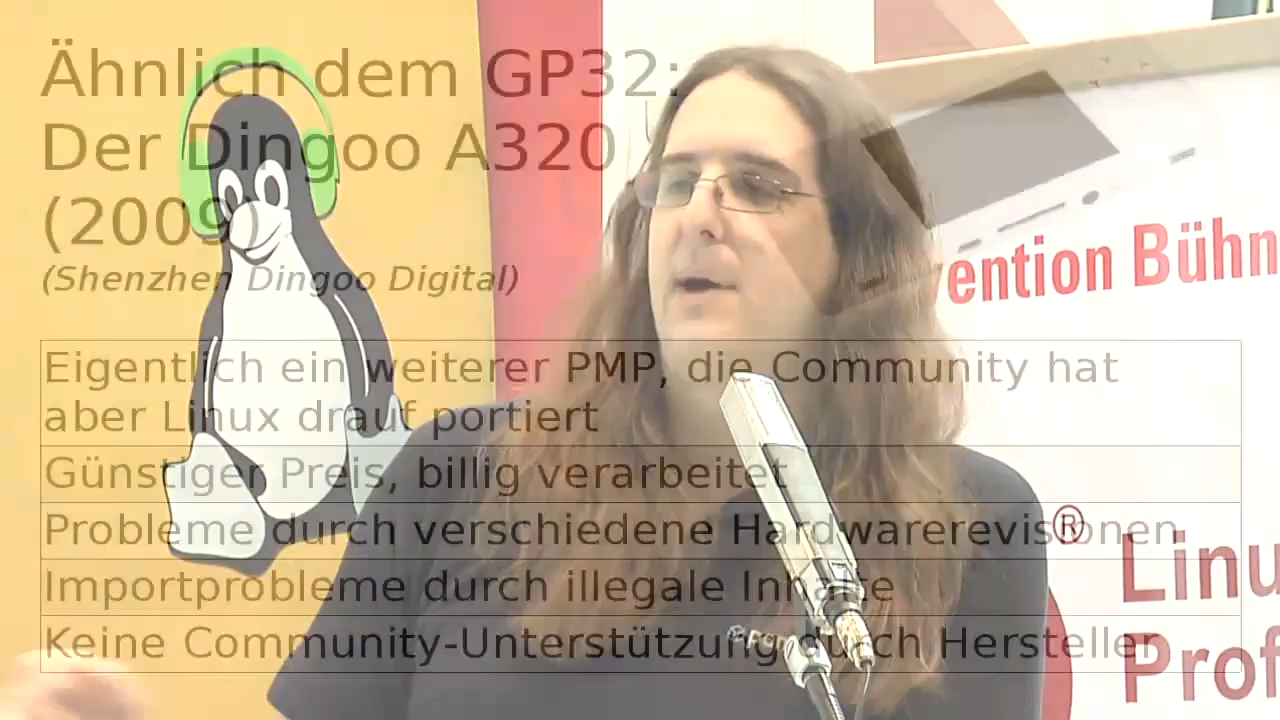 Ähnlich dem GP32:
Der Dingoo A320
(2009)
(Shenzhen Dingoo Digital)
vention Bühn
Eigentlich ein weiterer PMP, die Community hat
aber Linux drauf portiert
Günstiger Preis, billig verarbeitet
Probleme durch verschiedene Hardwarerevisionen
Importprobleme durch illegale Inhalte
Keine Community-Unterstützung durch Hersteller
®
Linu
Prof